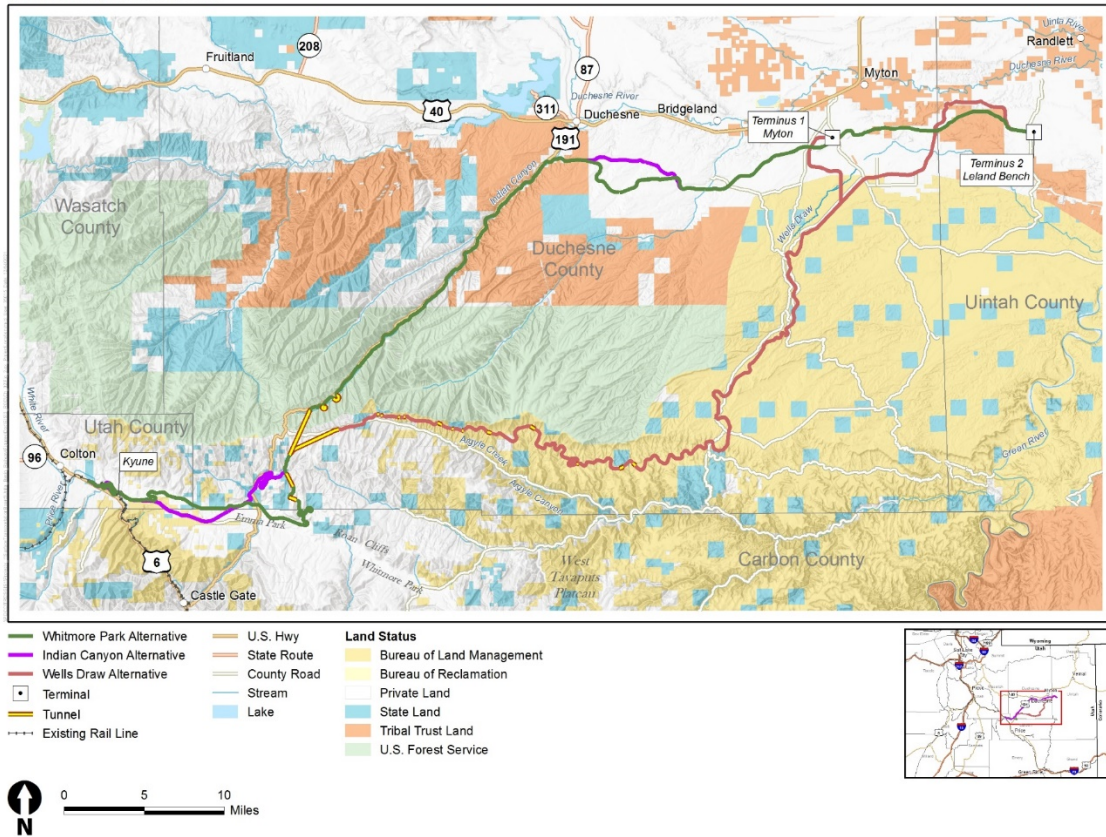 Fruitland
208
87
Uinta River
Randlett
Duchesne River
Myton
40
311
Duchesne
Duchesne River
Bridgeland
Terminus 1
Myton
191
Terminus 2
Leland Bench
Indian Canyon
Wasatch
County
Duchesne
County
Wells Draw
Uintah County
White River
Utah County
96
Colton
Kyune
Price River
Argyle Creek
Argyle Canyon
Green River
Emma Park
Roan Cliffs
Whitmore Park
West
Tavaputs
Plateau
Carbon County
6
Castle Gate
Whitmore Park Alternative
Indian Canyon Alternative
Wells Draw Alternative
Terminal
Tunnel
Existing Rail Line
U.S. Hwy
State Route
County Road
Stream
Lake
Land Status
Bureau of Land Management
Bureau of Reclamation
Private Land
State Land
Tribal Trust Land
U.S. Forest Service
Wyoming
Utah
N
0 5 10
Miles